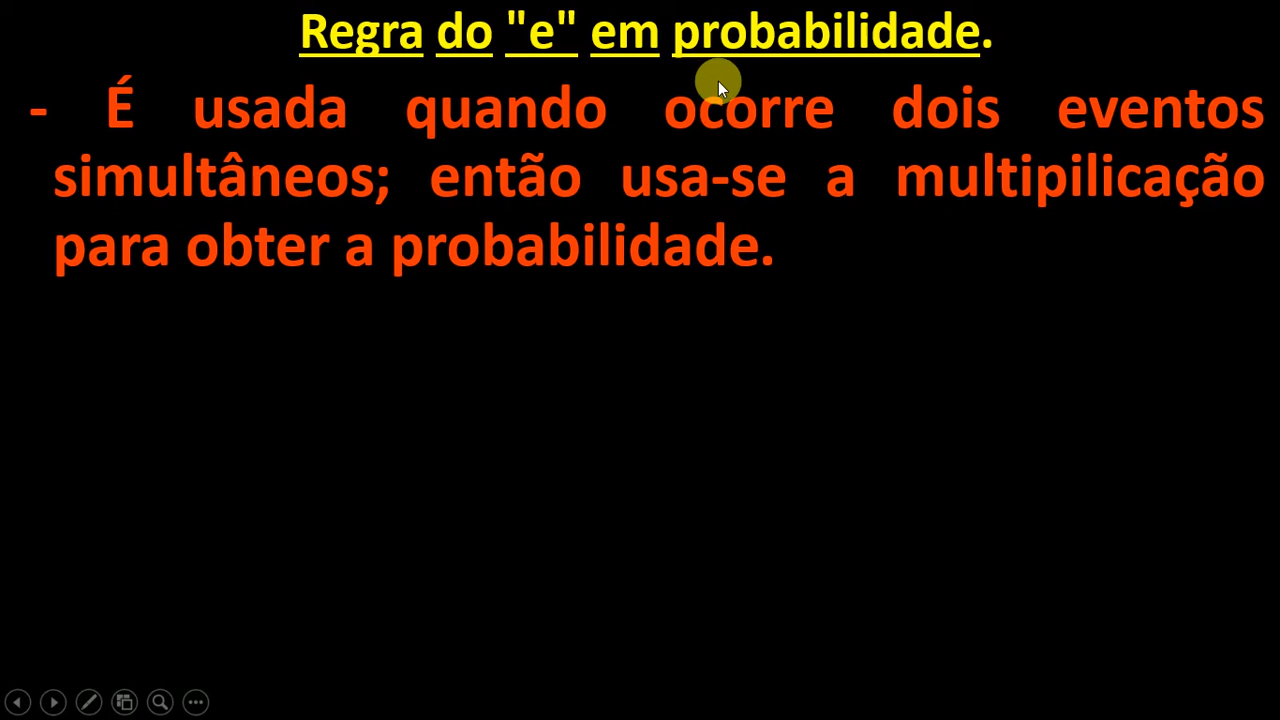 Regra do "e" em probabilidade.
- É usada quando ocorre dois eventos
simultâneos; então usa-se a multipilicação
para obter a probabilidade.